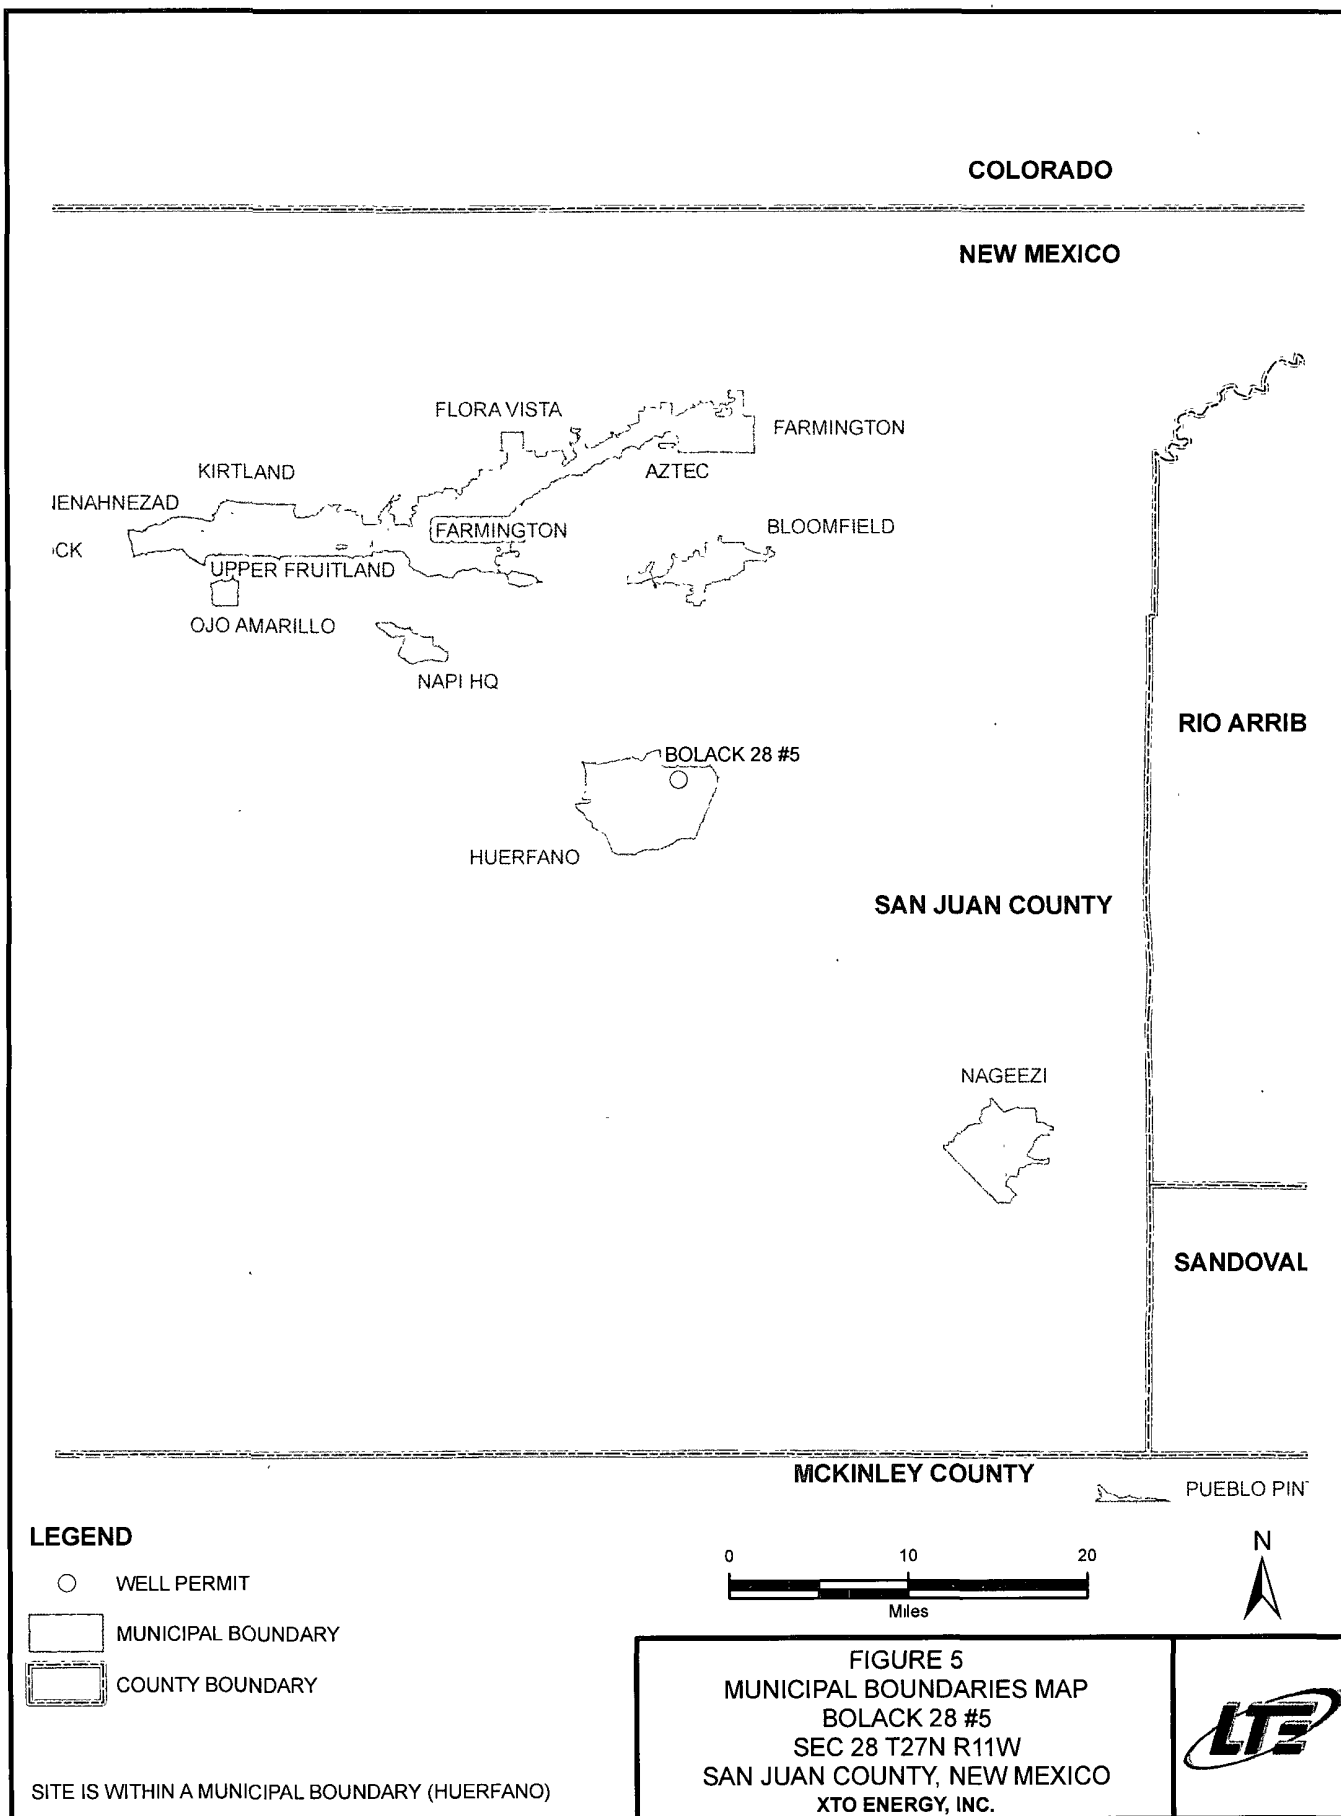 COLORADO
NEW MEXICO
FLORA VISTA
FARMINGTON
KIRTLAND
AZTEC
NENAHNEZAD
BLOOMFIELD
FARMINGTON
CK
UPPER FRUITLAND
OJO AMARILLO
NAPI HQ
RIO ARRIB
BOLACK 28 #5
HUERFANO
SAN JUAN COUNTY
NAGEEZI
SANDOVAL
MCKINLEY COUNTY
PUEBLO PIN
LEGEND
WELL PERMIT
MUNICIPAL BOUNDARY
COUNTY BOUNDARY
SITE IS WITHIN A MUNICIPAL BOUNDARY (HUERFANO)
0 10 20
Miles
N
FIGURE 5
MUNICIPAL BOUNDARIES MAP
BOLACK 28 #5
SEC 28 T27N R11W
SAN JUAN COUNTY, NEW MEXICO
XTO ENERGY, INC.
LTE